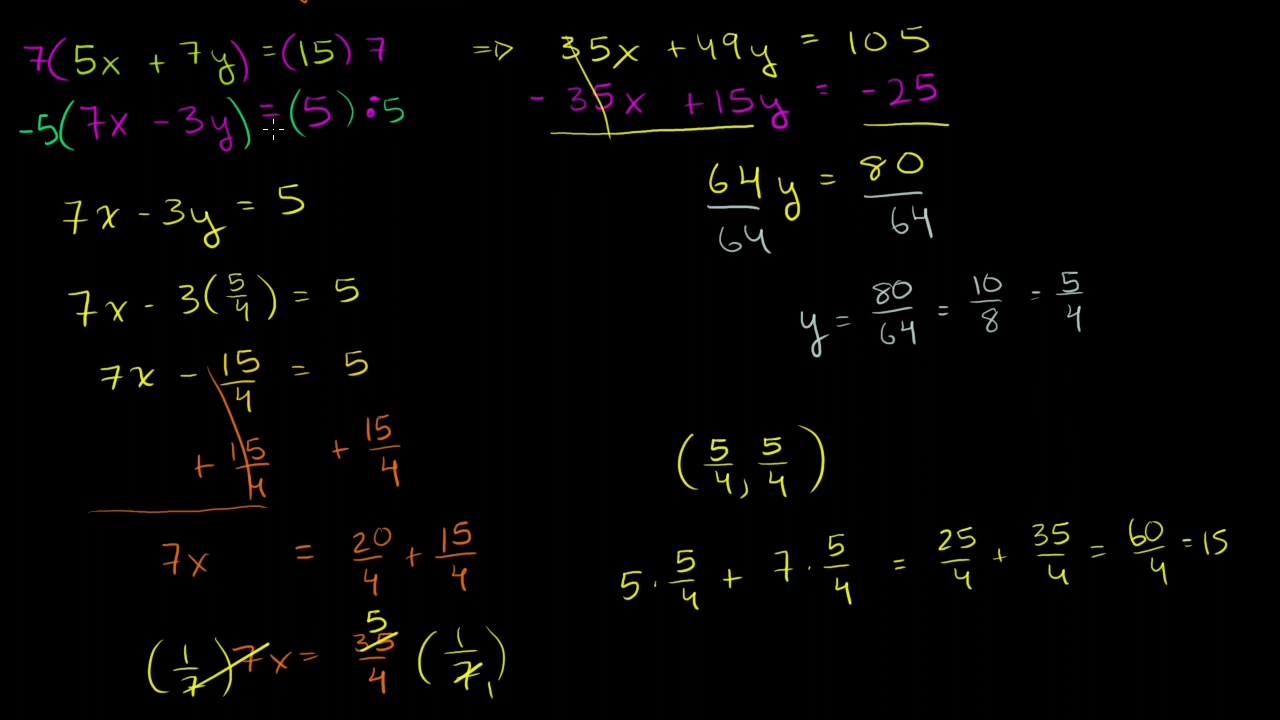 7(5x + 7y) = (15) 7
-5(7x - 3y) = (5) · 5
7x - 3y = 5
7x - 3(5/4) = 5
7x - 15/4 = 5
+ 15/4 + 15/4
7x = 20/4 + 15/4
(1/7) 7x = 35/4 (1/7)
5 1
=> 35x + 49y = 105
- 35x + 15y = -25
64y/64 = 80/64
y = 80/64 = 10/8 = 5/4
(5/4, 5/4)
5 · 5/4 + 7 · 5/4 = 25/4 + 35/4 = 60/4 = 15